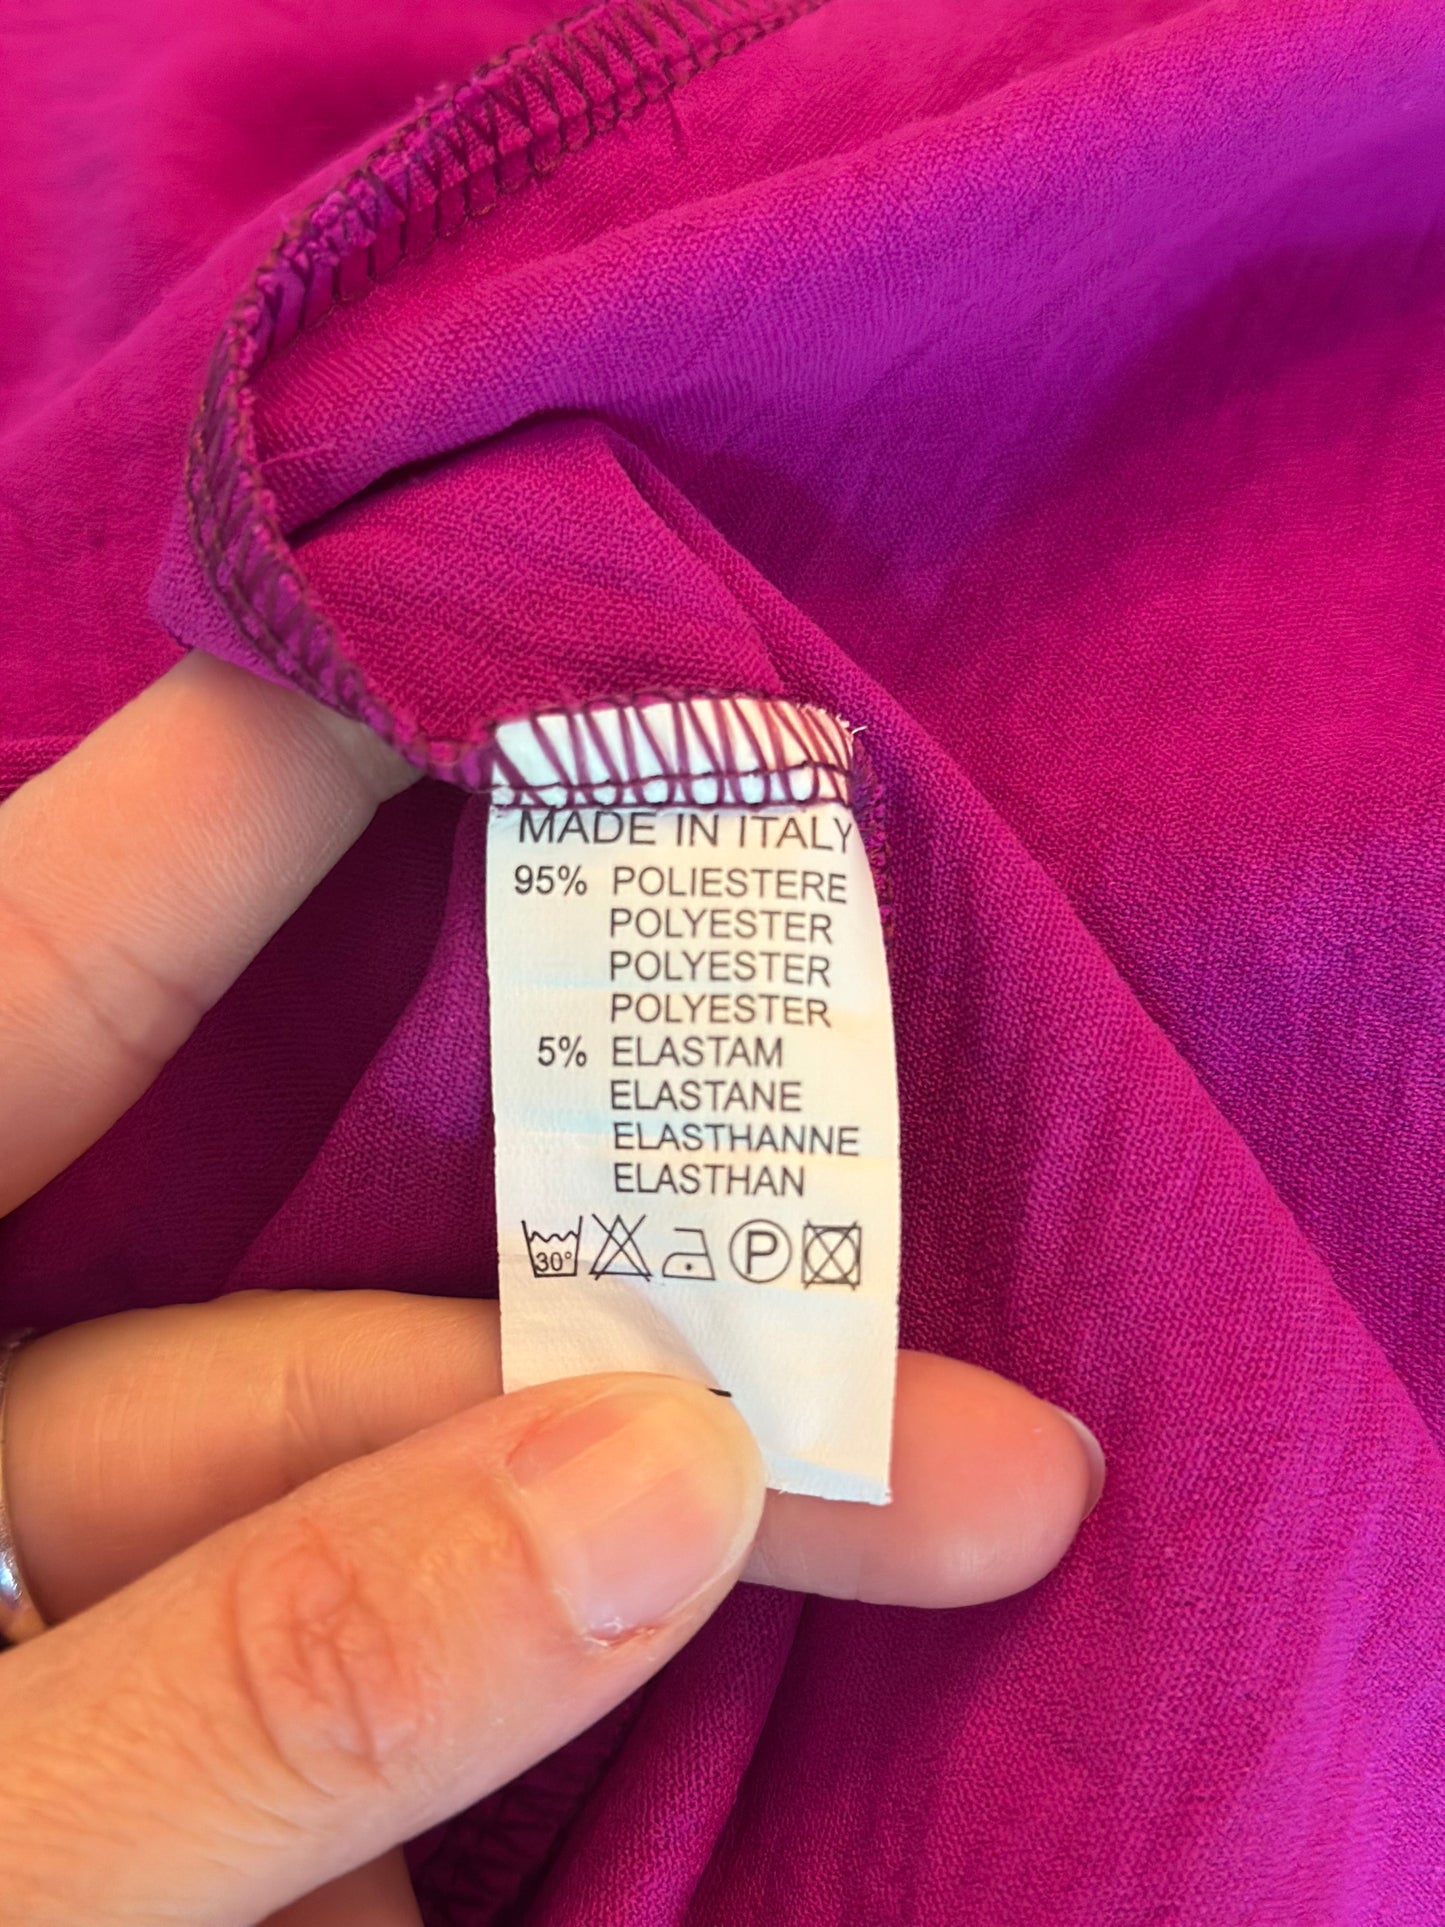 MADE IN ITALY
95% POLIESTERE
POLYESTER
POLYESTER
POLYESTER
5% ELASTAM
ELASTANE
ELASTHANNE
ELASTHAN
30° P